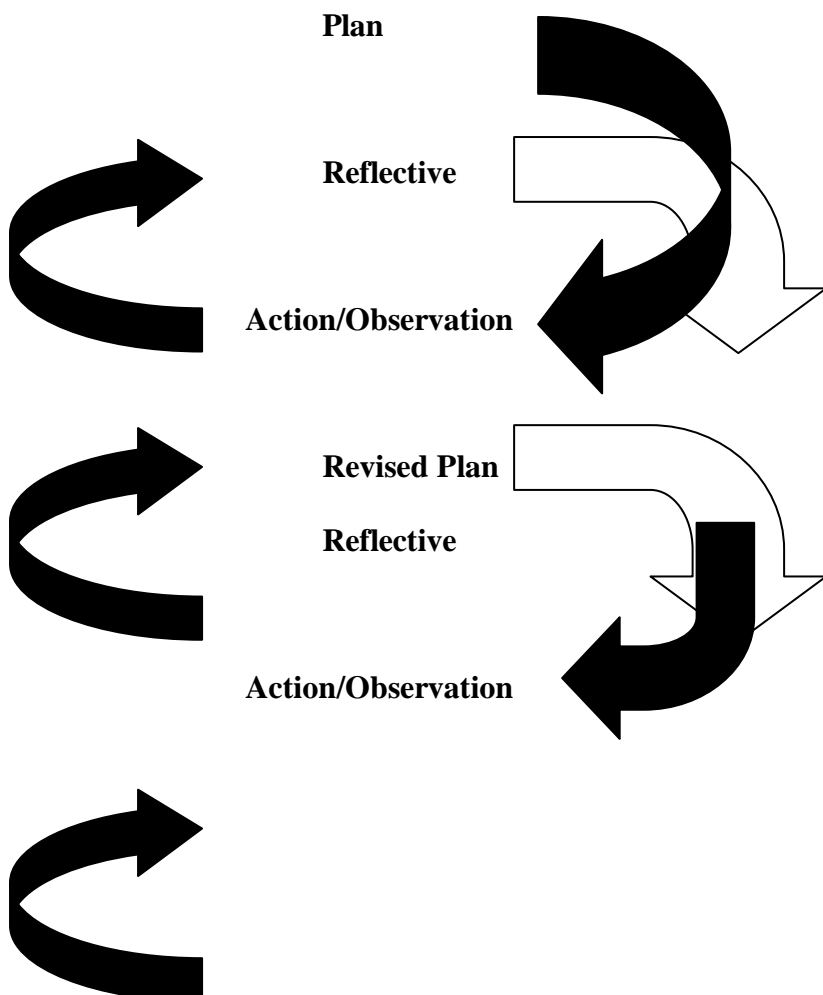 Plan
Reflective
Action/Observation
Revised Plan
Reflective
Action/Observation